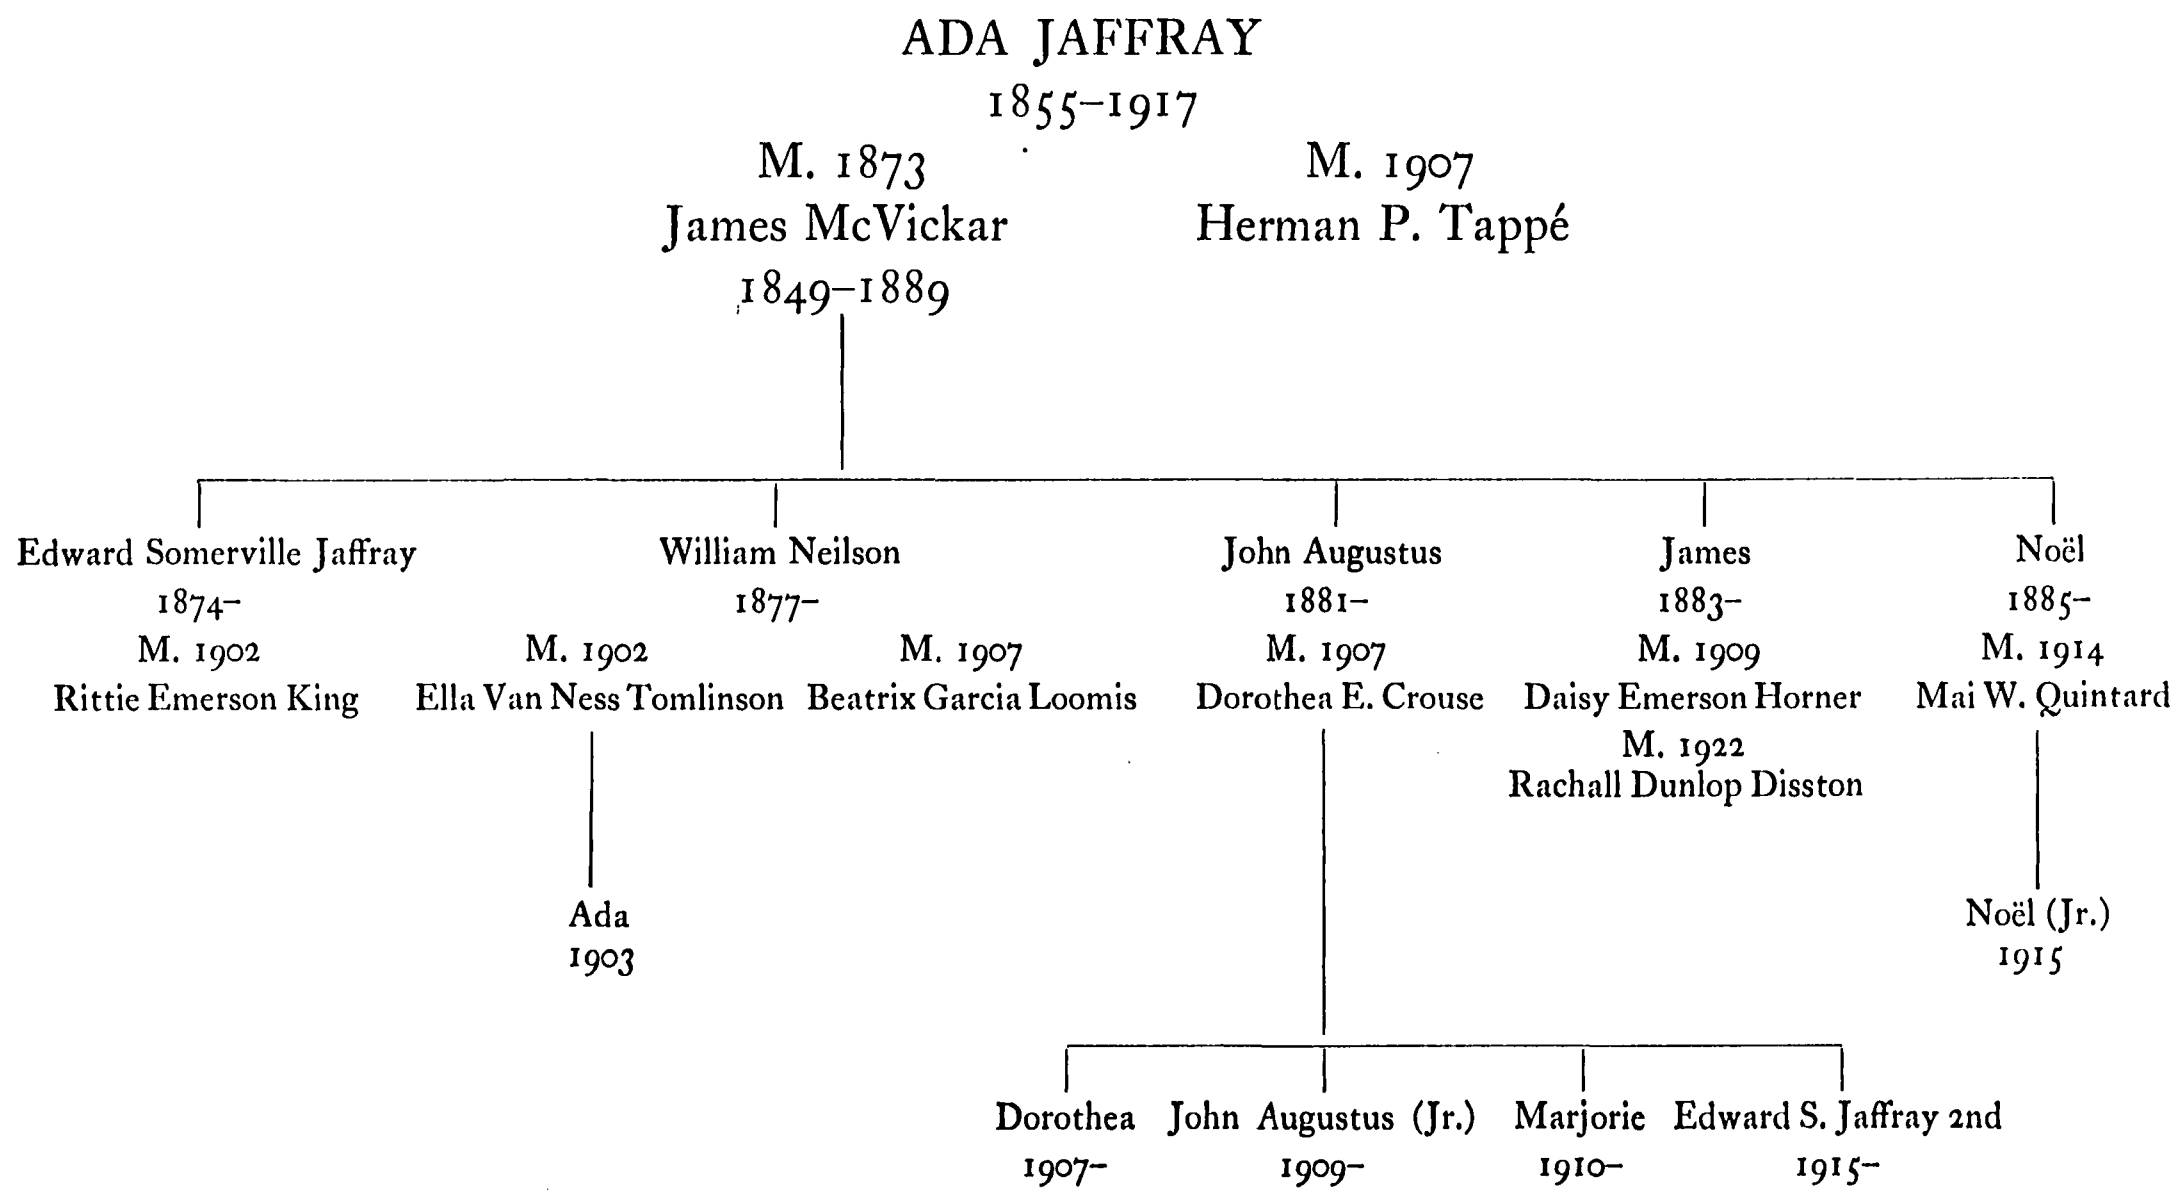 ADA JAFFRAY
1855–1917
M. 1873
James McVickar
1849–1889
M. 1907
Herman P. Tappé
Edward Somerville Jaffray
1874–
M. 1902
Rittie Emerson King
William Neilson
1877–
M. 1902
Ella Van Ness Tomlinson
M. 1907
Beatrix Garcia Loomis
John Augustus
1881–
M. 1907
Dorothea E. Crouse
James
1883–
M. 1909
Daisy Emerson Horner
M. 1922
Rachall Dunlop Disston
Noël
1885–
M. 1914
Mai W. Quintard
Ada
1903
Noël (Jr.)
1915
Dorothea
1907–
John Augustus (Jr.)
1909–
Marjorie
1910–
Edward S. Jaffray 2nd
1915–